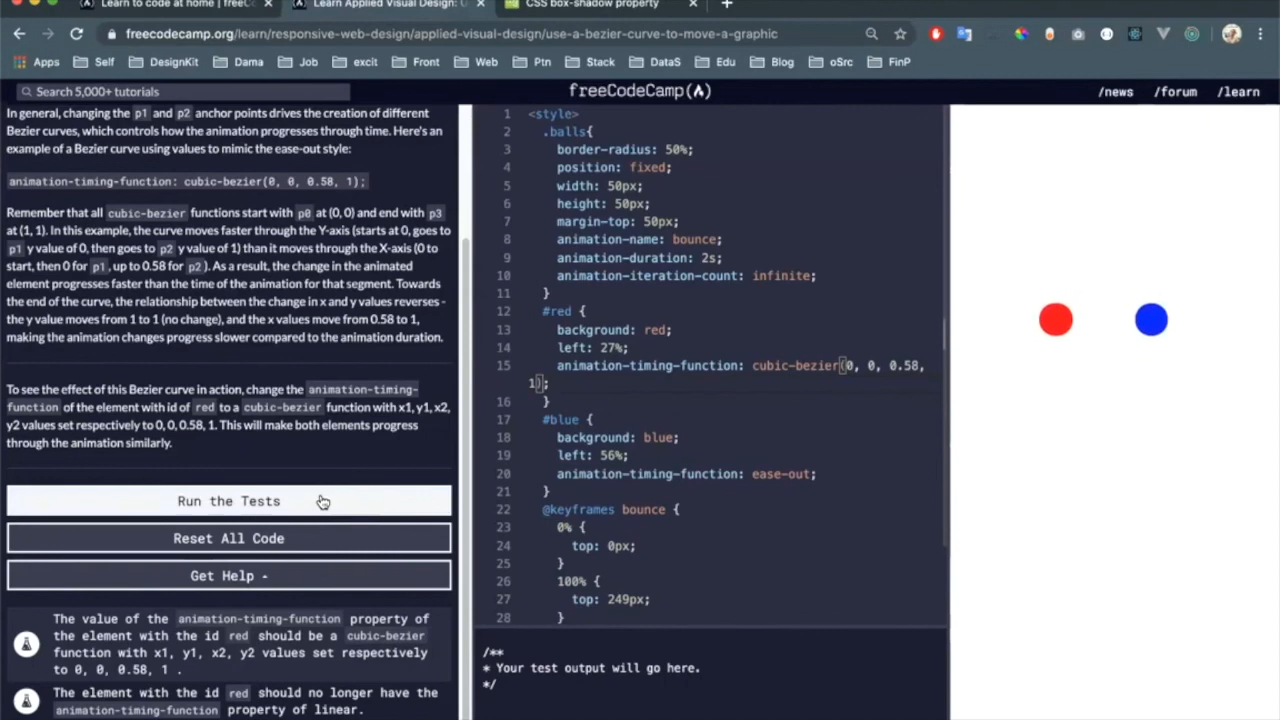 Learn to code at home | freeC
Learn Applied Visual Design: U
CSS box-shadow property
freecodecamp.org/learn/responsive-web-design/applied-visual-design/use-a-bezier-curve-to-move-a-graphic
Apps Self DesignKit Dama Job excit Front Web Ptn Stack DataS Edu Blog oSrc FinP
Search 5,000+ tutorials
freeCodeCamp
/news /forum /learn
In general, changing the p1 and p2 anchor points drives the creation of different
Bezier curves, which controls how the animation progresses through time. Here's an
example of a Bezier curve using values to mimic the ease-out style:
animation-timing-function: cubic-bezier(0, 0, 0.58, 1);
Remember that all cubic-bezier functions start with p0 at (0, 0) and end with p3
at (1, 1). In this example, the curve moves faster through the Y-axis (starts at 0, goes to
p1 y value of 0, then goes to p2 y value of 1) than it moves through the X-axis (0 to
start, then 0 for p1, up to 0.58 for p2). As a result, the change in the animated
element progresses faster than the time of the animation for that segment. Towards
the end of the curve, the relationship between the change in x and y values reverses -
the y value moves from 1 to 1 (no change), and the x values move from 0.58 to 1,
making the animation changes progress slower compared to the animation duration.
To see the effect of this Bezier curve in action, change the animation-timing-
function of the element with id of red to a cubic-bezier function with x1, y1, x2,
y2 values set respectively to 0, 0, 0.58, 1. This will make both elements progress
through the animation similarly.
Run the Tests
Reset All Code
Get Help
The value of the animation-timing-function property of
the element with the id red should be a cubic-bezier
function with x1, y1, x2, y2 values set respectively
to 0, 0, 0.58, 1 .
The element with the id red should no longer have the
animation-timing-function property of linear.
1 <style>
2 .balls{
3 border-radius: 50%;
4 position: fixed;
5 width: 50px;
6 height: 50px;
7 margin-top: 50px;
8 animation-name: bounce;
9 animation-duration: 2s;
10 animation-iteration-count: infinite;
11 }
12 #red {
13 background: red;
14 left: 27%;
15 animation-timing-function: cubic-bezier(0, 0, 0.58,
1);
16 }
17 #blue {
18 background: blue;
19 left: 56%;
20 animation-timing-function: ease-out;
21 }
22 @keyframes bounce {
23 0% {
24 top: 0px;
25 }
26 100% {
27 top: 249px;
28 }
/**
* Your test output will go here.
*/